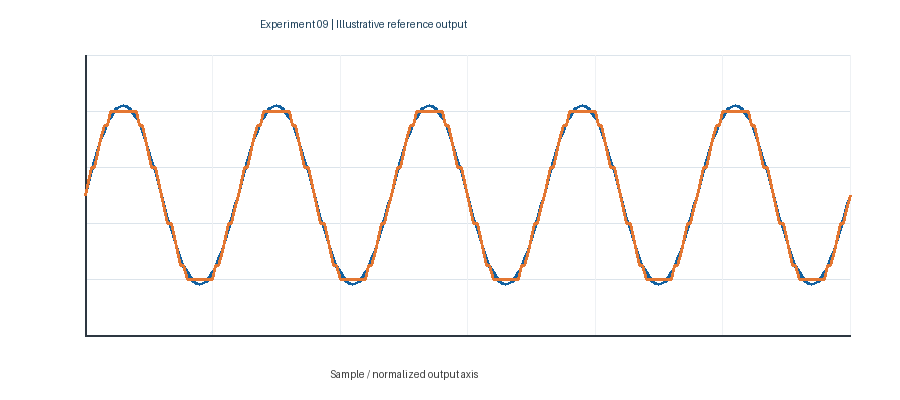 Experiment 09 | Illustrative reference output
Sample / normalized output axis